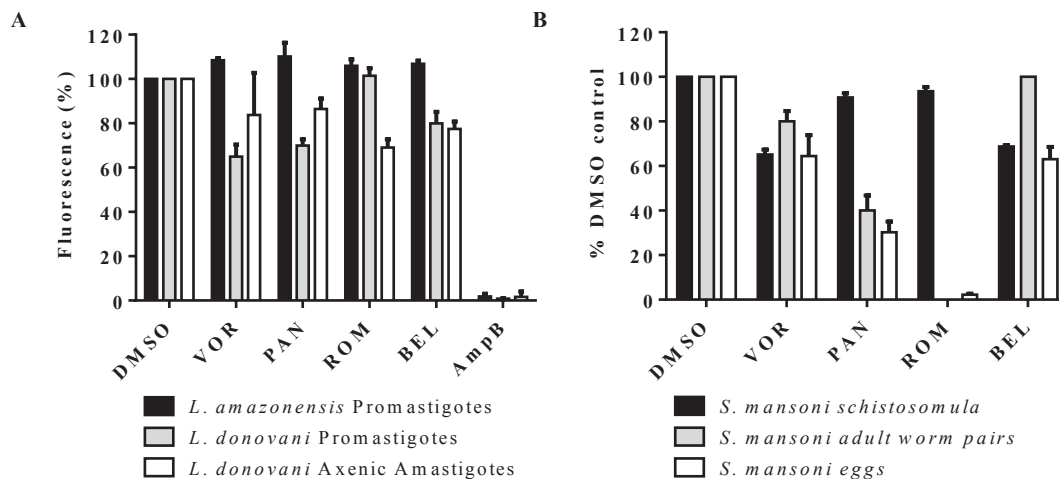 A
120
100
80
60
40
20
0
Fluorescence (%)
DMSO
VOR
PAN
ROM
BEL
AmpB
L. amazonensis Promastigotes
L. donovani Promastigotes
L. donovani Axenic Amastigotes
B
120
100
80
60
40
20
0
% DMSO control
DMSO
VOR
PAN
ROM
BEL
S. mansoni schistosomula
S. mansoni adult worm pairs
S. mansoni eggs